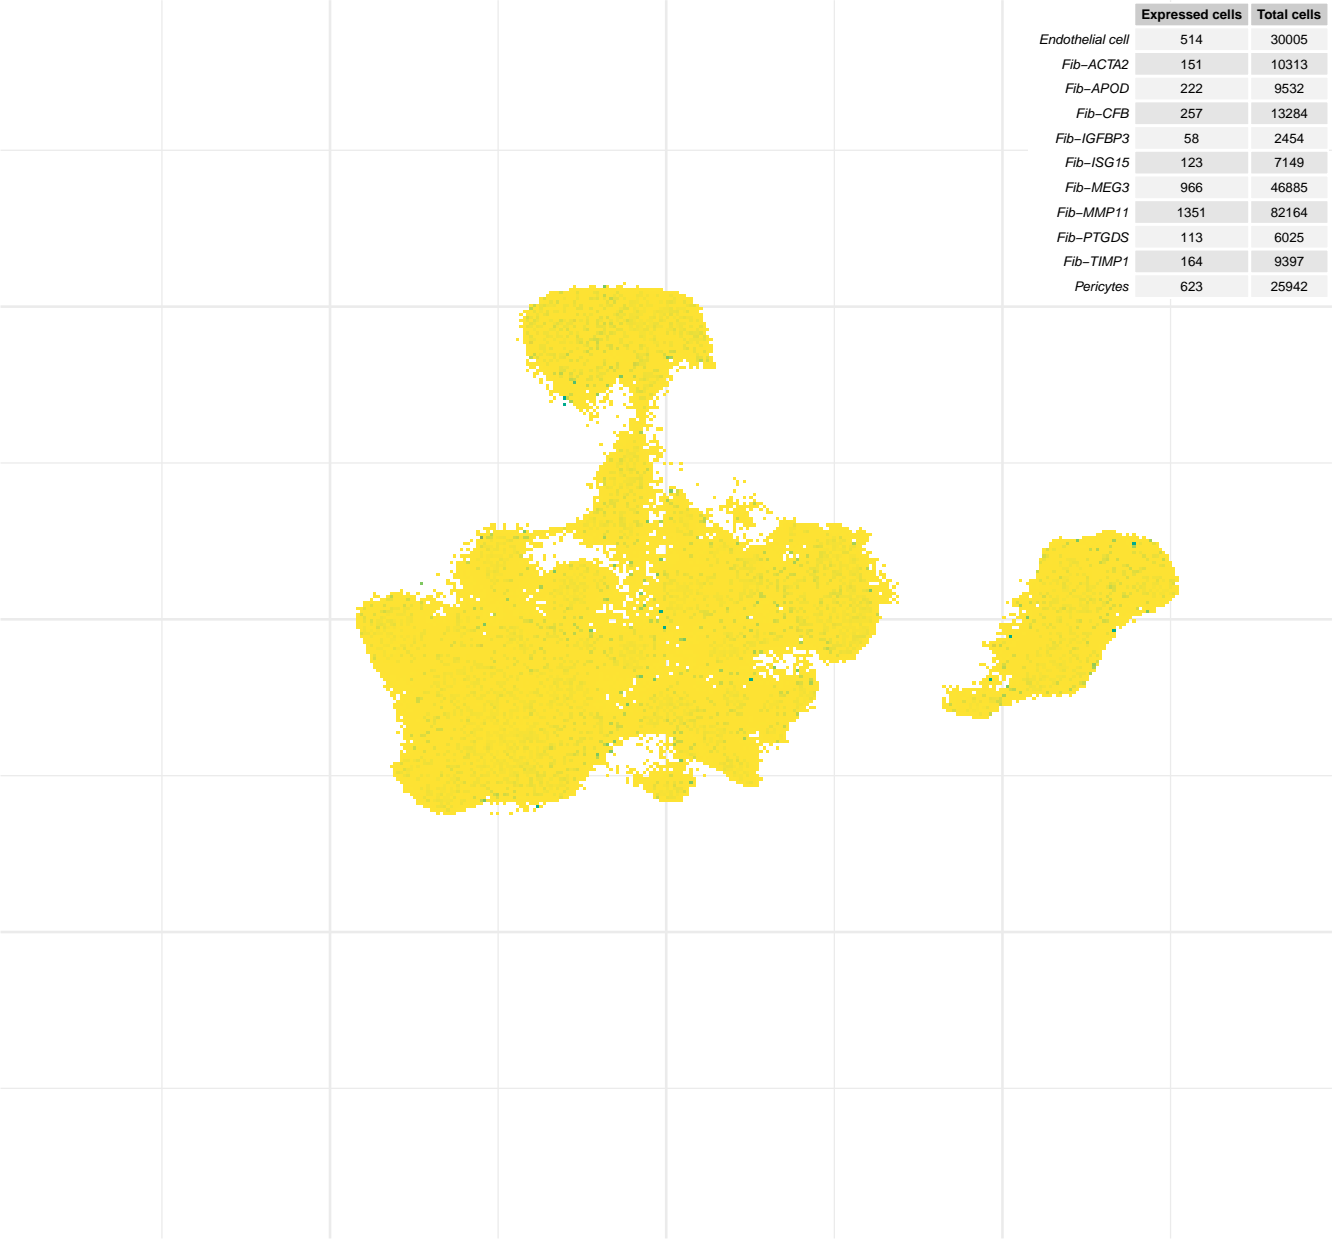 Expressed cells Total cells
Endothelial cell 514 30005
Fib−ACTA2 151 10313
Fib−APOD 222 9532
Fib−CFB 257 13284
Fib−IGFBP3 58 2454
Fib−ISG15 123 7149
Fib−MEG3 966 46885
Fib−MMP11 1351 82164
Fib−PTGDS 113 6025
Fib−TIMP1 164 9397
Pericytes 623 25942